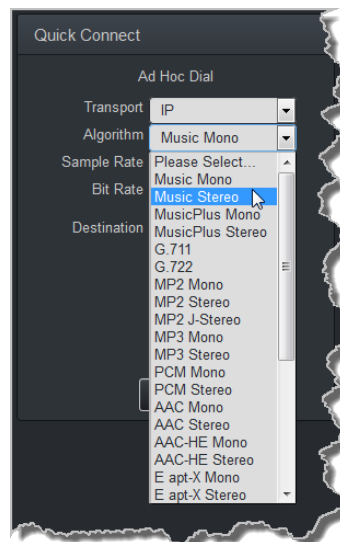 Quick Connect
Ad Hoc Dial
Transport IP
Algorithm Music Mono
Sample Rate Please Select...
Music Mono
Bit Rate Music Stereo
MusicPlus Mono
Destination MusicPlus Stereo
G.711
G.722
MP2 Mono
MP2 Stereo
MP2 J-Stereo
MP3 Mono
MP3 Stereo
PCM Mono
PCM Stereo
AAC Mono
AAC Stereo
AAC-HE Mono
AAC-HE Stereo
E apt-X Mono
E apt-X Stereo